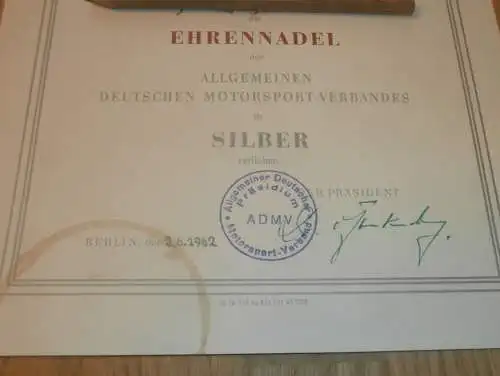 die
EHRENNADEL
des
ALLGEMEINEN
DEUTSCHEN MOTORSPORT-VERBANDES
in
SILBER
verliehen
DER PRÄSIDENT
Allgemeiner Deutscher
Präsidium
ADMV
Motorsport-Verband
BERLIN, den 2.6.1962